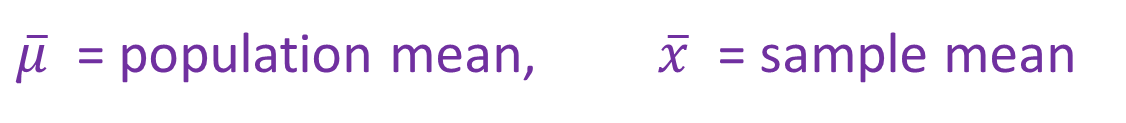 μ̄ = population mean, x̄ = sample mean